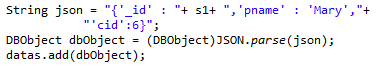 String json = "{'_id' : "+ s1+ ",'pname' : 'Mary',"+
"'cid':6}";
DBObject dbObject = (DBObject)JSON.parse(json);
datas.add(dbObject);